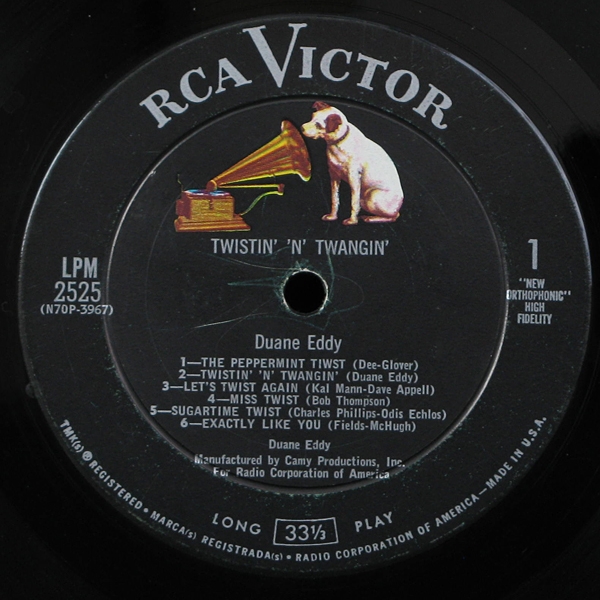 RCA VICTOR
TWISTIN' 'N' TWANGIN'
LPM
2525
(N70P-3967)
1
"NEW
ORTHOPHONIC"
HIGH
FIDELITY
Duane Eddy
1—THE PEPPERMINT TIWST (Dee-Glover)
2—TWISTIN' 'N' TWANGIN' (Duane Eddy)
3—LET'S TWIST AGAIN (Kal Mann-Dave Appell)
4—MISS TWIST (Bob Thompson)
5—SUGARTIME TWIST (Charles Phillips-Odis Echlos)
6—EXACTLY LIKE YOU (Fields-McHugh)
Duane Eddy
Manufactured by Camy Productions, Inc.
For Radio Corporation of America
LONG 33⅓ PLAY
TMK(s) ® REGISTERED • MARCA(s) REGISTRADA(s) • RADIO CORPORATION OF AMERICA—MADE IN U.S.A.